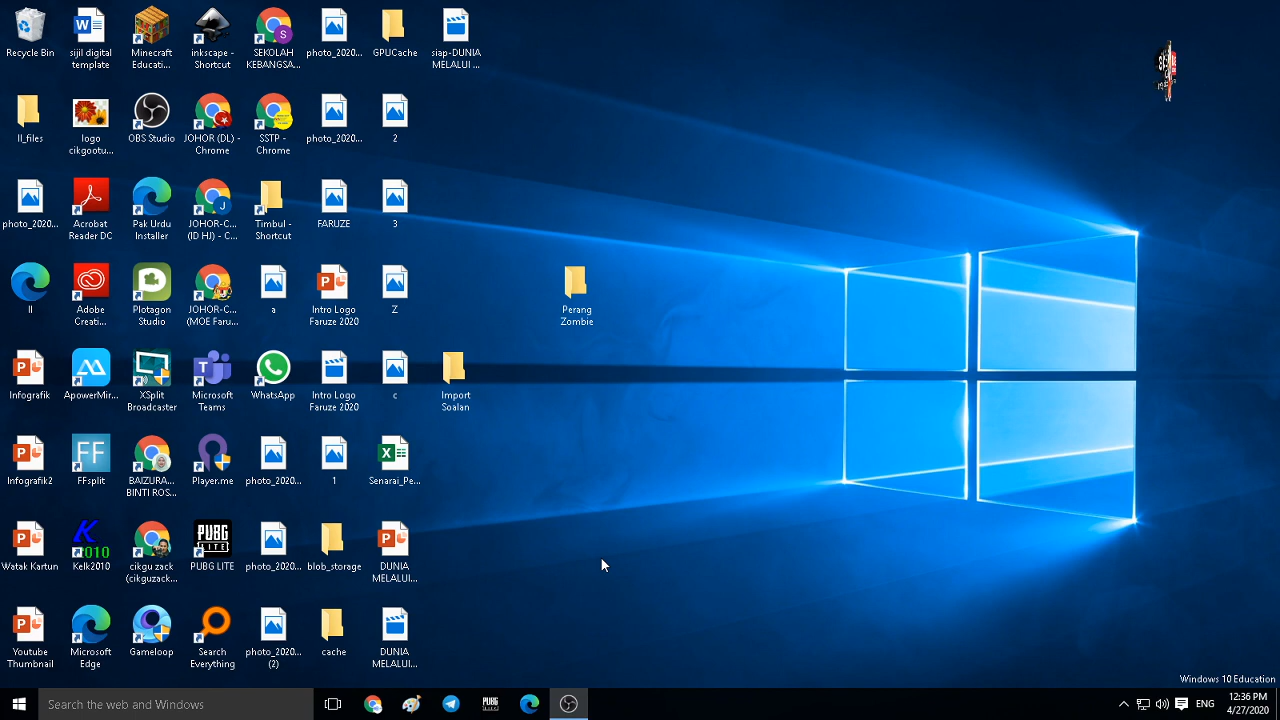 Recycle Bin
sijil digital
template
Minecraft
Educati...
inkscape -
Shortcut
SEKOLAH
KEBANGSA...
photo_2020...
GPUCache
siap-DUNIA
MELALUI ...
ll_files
logo
cikgootu...
OBS Studio
JOHOR (DL) -
Chrome
SSTP -
Chrome
photo_2020...
2
photo_2020...
Acrobat
Reader DC
Pak Urdu
Installer
JOHOR-C...
(ID HJ) - C...
Timbul -
Shortcut
FARUZE
3
ll
Adobe
Creati...
Plotagon
Studio
JOHOR-C...
(MOE Faru...
a
Intro Logo
Faruze 2020
Z
Perang
Zombie
Infografik
ApowerMir...
XSplit
Broadcaster
Microsoft
Teams
WhatsApp
Intro Logo
Faruze 2020
c
Import
Soalan
Infografik2
FF
FFsplit
BAIZURA...
BINTI ROS...
Player.me
photo_2020...
1
Senarai_Pe...
Watak Kartun
Kelk2010
cikgu zack
(cikguzack...
PUBG
LITE
PUBG LITE
photo_2020...
blob_storage
DUNIA
MELALUI...
Youtube
Thumbnail
Microsoft
Edge
Gameloop
Search
Everything
photo_2020...
(2)
cache
DUNIA
MELALUI...
Windows 10 Education
Search the web and Windows
ENG
12:36 PM
4/27/2020